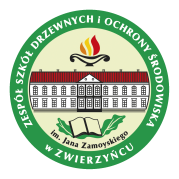 ZESPÓŁ SZKÓŁ DRZEWNYCH I OCHRONY ŚRODOWISKA
im. Jana Zamoyskiego
w ZWIERZYŃCU